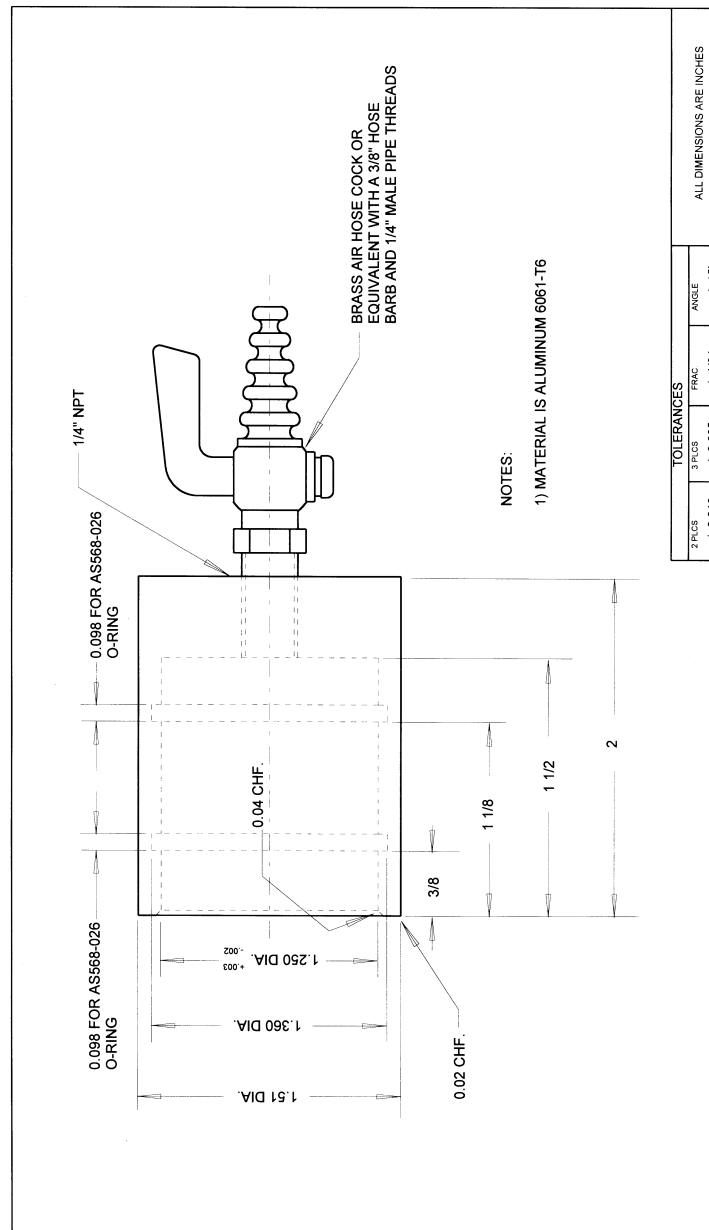 1/4" NPT
0.098 FOR AS568-026
O-RING
0.098 FOR AS568-026
O-RING
BRASS AIR HOSE COCK OR
EQUIVALENT WITH A 3/8" HOSE
BARB AND 1/4" MALE PIPE THREADS
0.04 CHF.
1.51 DIA.
1.360 DIA.
1.250 DIA. +.003
-.002
3/8
1 1/8
1 1/2
2
0.02 CHF.
NOTES:
1) MATERIAL IS ALUMINUM 6061-T6
TOLERANCES
2 PLCS 3 PLCS FRAC ANGLE
ALL DIMENSIONS ARE INCHES